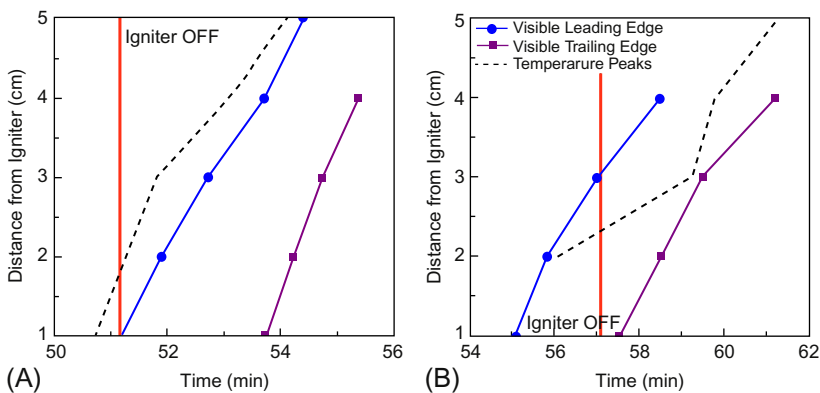 5
4
3
2
1
Distance from Igniter (cm)
Igniter OFF
50
52
54
56
Time (min)
(A)
5
4
3
2
1
Distance from Igniter (cm)
Visible Leading Edge
Visible Trailing Edge
Temperarure Peaks
Igniter OFF
54
56
58
60
62
Time (min)
(B)